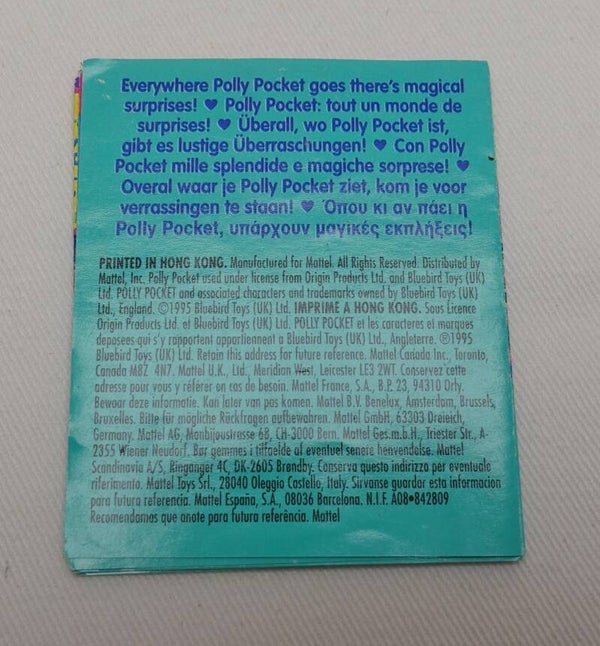 Everywhere Polly Pocket goes there's magical
surprises! ♥ Polly Pocket: tout un monde de
surprises! ♥ Überall, wo Polly Pocket ist,
gibt es lustige Überraschungen! ♥ Con Polly
Pocket mille splendide e magiche sorprese! ♥
Overal waar je Polly Pocket ziet, kom je voor
verrassingen te staan! ♥ Όπου κι αν πάει η
Polly Pocket, υπάρχουν μαγικές εκπλήξεις!
PRINTED IN HONG KONG. Manufactured for Mattel. All Rights Reserved. Distributed by
Mattel, Inc. Polly Pocket used under license from Origin Products Ltd. and Bluebird Toys (UK)
Ltd. POLLY POCKET and associated characters and trademarks owned by Bluebird Toys (UK)
Ltd., England. ©1995 Bluebird Toys (UK) Ltd. IMPRIMÉ A HONG KONG. Sous Licence
Origin Products Ltd. et Bluebird Toys (UK) Ltd. POLLY POCKET et les caracteres et marques
deposees qui s'y rapportent appartiennent a Bluebird Toys (UK) Ltd., Angleterre. ®1995
Bluebird Toys (UK) Ltd. Retain this address for future reference. Mattel Canada Inc., Toronto,
Canada M8Z 4N7. Mattel U.K., Ltd., Meridian West, Leicester LE3 2WT. Conservez cette
adresse pour vous y référer en cas de besoin. Mattel France, S.A., B.P. 23, 94310 Orly.
Bewaar deze informatie. Kan later van pas komen. Mattel B.V. Benelux, Amsterdam, Brussels,
Bruxelles. Bitte für mögliche Rückfragen aufbewahren. Mattel GmbH, 63303 Dreieich,
Germany. Mattel AG, Monbijoustrasse 68, CH-3000 Bern. Mattel Ges.m.b.H., Triester Str., A-
2355 Wiener Neudorf. Bør gemmes i tilfælde af eventuel senere henvendelse. Mattel
Scandinavia A/S, Ringager 4C, DK-2605 Brøndby. Conserva questo indirizzo per eventuale
riferimento. Mattel Toys Srl., 28040 Oleggio Castello, Italy. Sirvanse guardar esta informacion
para futura referencia. Mattel España, S.A., 08036 Barcelona. N.I.F. A08•842809
Recomendamos que anote para futura referência. Mattel